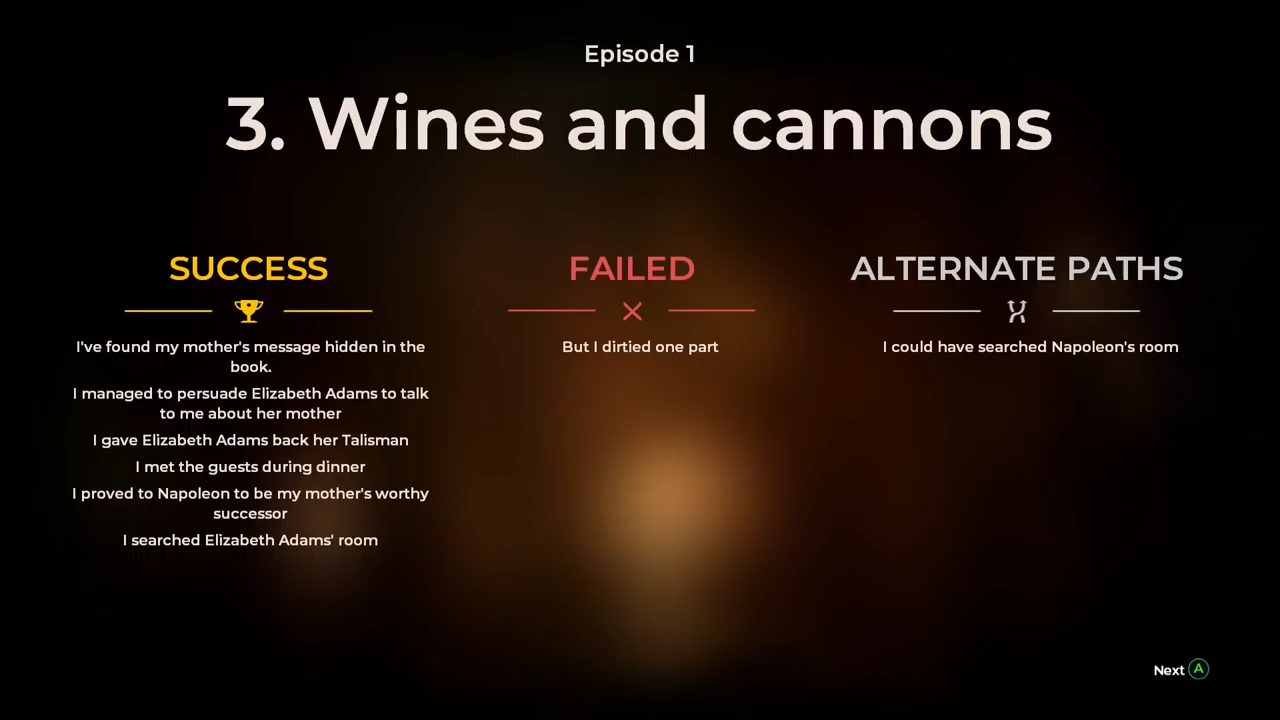 Episode 1
3. Wines and cannons
SUCCESS
I've found my mother's message hidden in the
book.
I managed to persuade Elizabeth Adams to talk
to me about her mother
I gave Elizabeth Adams back her Talisman
I met the guests during dinner
I proved to Napoleon to be my mother's worthy
successor
I searched Elizabeth Adams' room
FAILED
But I dirtied one part
ALTERNATE PATHS
I could have searched Napoleon's room
Next A